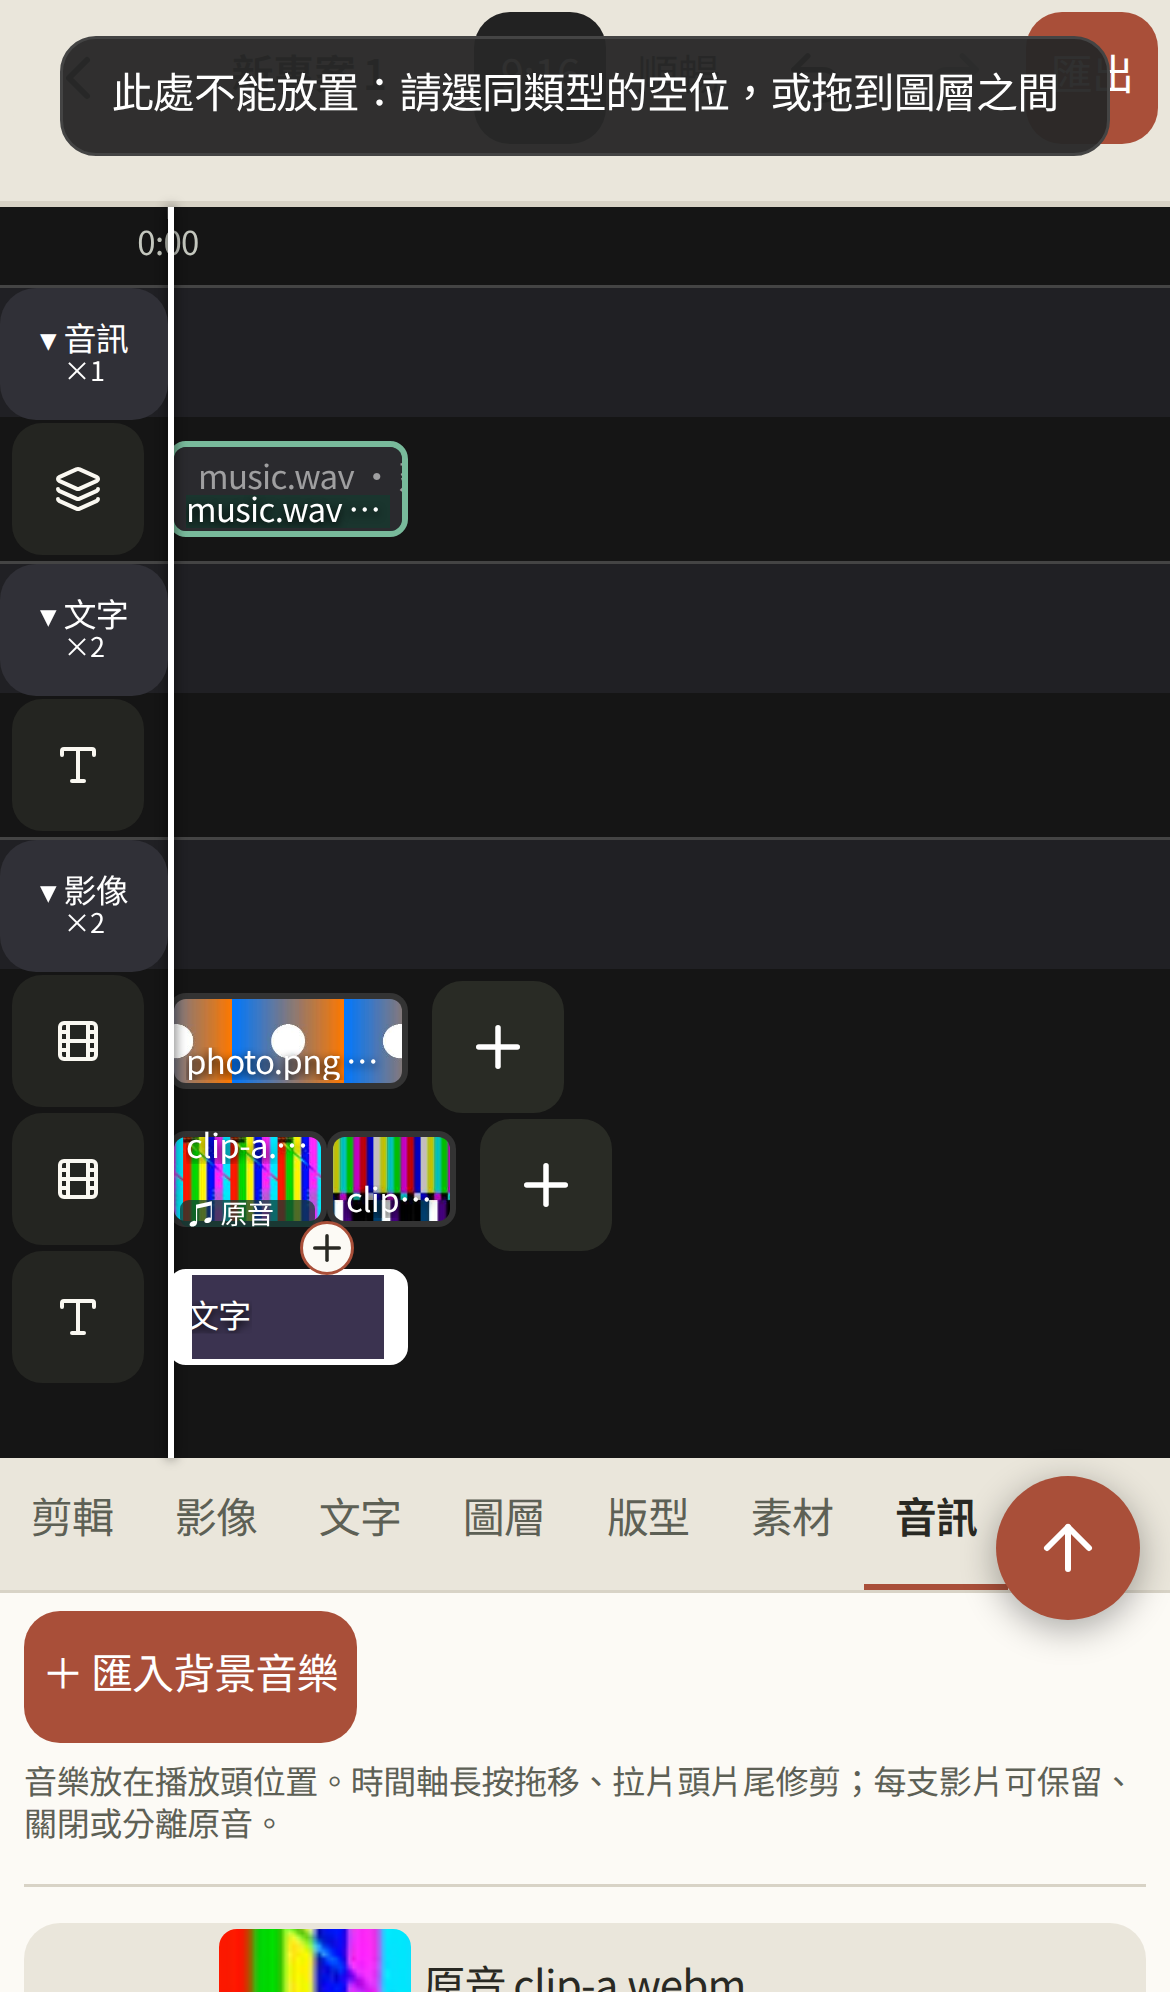 此處不能放置：請選同類型的空位，或拖到圖層之間
出
0:00
▼ 音訊
×1
music.wav •
music.wav …
▼ 文字
×2
▼ 影像
×2
photo.png …
clip-a.…
clip…
原音
文字
剪輯 影像 文字 圖層 版型 素材 音訊
＋ 匯入背景音樂
音樂放在播放頭位置。時間軸長按拖移、拉片頭片尾修剪；每支影片可保留、
關閉或分離原音。
原音 clip-a.webm